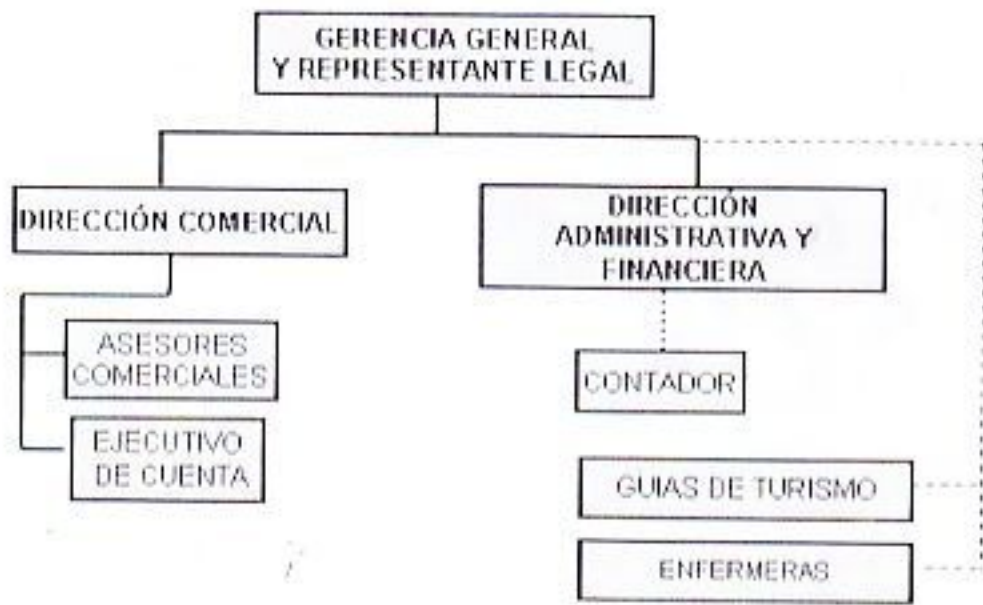 GERENCIA GENERAL
Y REPRESENTANTE LEGAL
DIRECCIÓN COMERCIAL
DIRECCIÓN
ADMINISTRATIVA Y
FINANCIERA
ASESORES
COMERCIALES
CONTADOR
EJECUTIVO
DE CUENTA
GUIAS DE TURISMO
ENFERMERAS